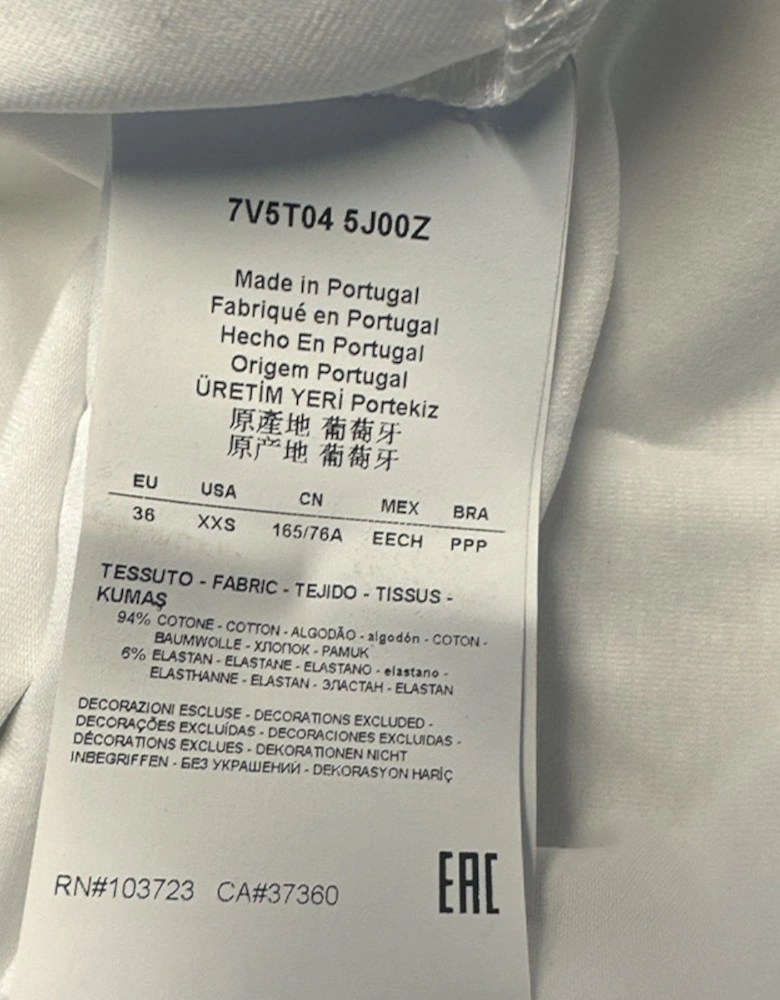 7V5T04 5J00Z
Made in Portugal
Fabriqué en Portugal
Hecho En Portugal
Origem Portugal
ÜRETİM YERİ Portekiz
原產地 葡萄牙
原产地 葡萄牙
EU USA CN MEX BRA
36 XXS 165/76A EECH PPP
TESSUTO - FABRIC - TEJIDO - TISSUS -
KUMAŞ
94% COTONE - COTTON - ALGODÃO - algodón - COTON -
BAUMWOLLE - ХЛОПОК - PAMUK
6% ELASTAN - ELASTANE - ELASTANO - elastano -
ELASTHANNE - ELASTAN - ЭЛАСТАН - ELASTAN
DECORAZIONI ESCLUSE - DECORATIONS EXCLUDED -
DECORAÇÕES EXCLUÍDAS - DECORACIONES EXCLUIDAS -
DÉCORATIONS EXCLUES - DEKORATIONEN NICHT
INBEGRIFFEN - БЕЗ УКРАШЕНИЙ - DEKORASYON HARİÇ
RN#103723 CA#37360
EAC